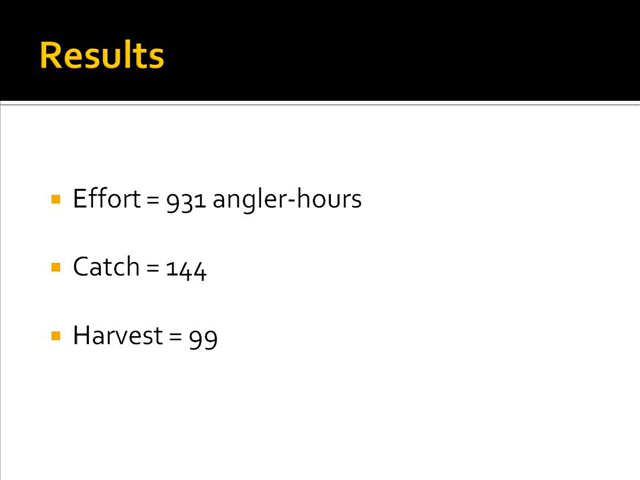 Results
Effort = 931 angler-hours
Catch = 144
Harvest = 99